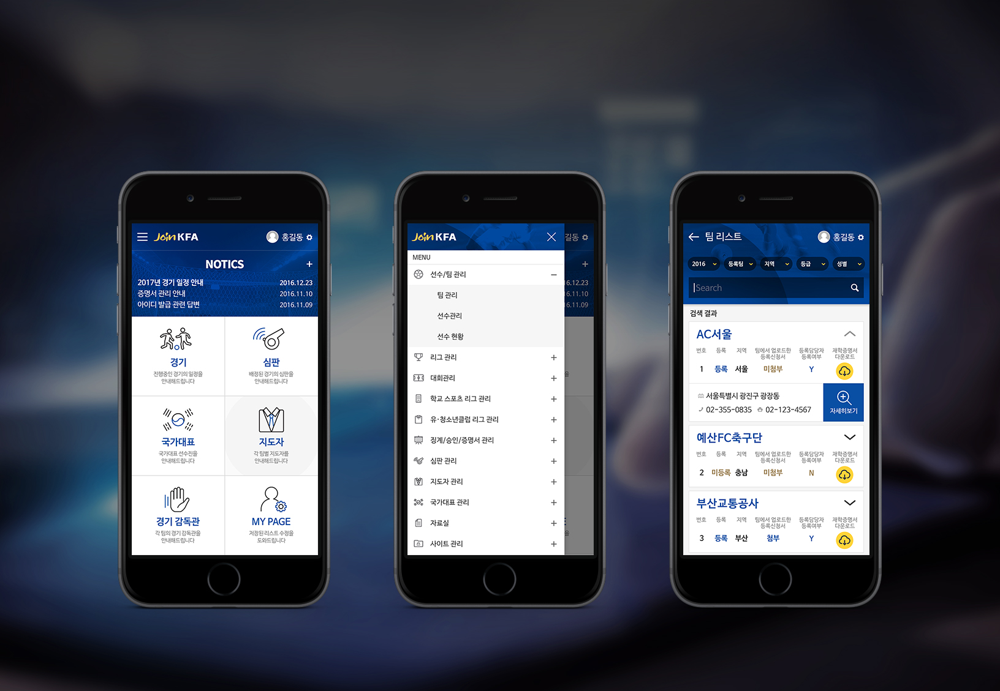 Join KFA
홍길동
NOTICS
2017년 경기 일정 안내 2016.12.23
증명서 관리 안내 2016.11.10
아이디 발급 관련 답변 2016.11.09
경기
진행중인 경기의 일정을
안내해드립니다
심판
배정된 경기의 심판을
안내해드립니다
국가대표
국가대표 선수진을
안내해드립니다
지도자
각 팀별 지도자를
안내해드립니다
경기 감독관
각 팀의 경기 감독관을
안내해드립니다
MY PAGE
저장된 리스트 수정을
도와드립니다
Join KFA
길동
MENU
선수/팀 관리
팀 관리
선수관리
선수 현황
리그 관리
대회관리
학교 스포츠 리그 관리
유·청소년클럽 리그 관리
징계/승인/증명서 관리
심판 관리
지도자 관리
국가대표 관리
자료실
사이트 관리
6.12.23
6.11.10
6.11.09
을
E
을
팀 리스트
홍길동
2016 등록팀 지역 등급 성별
Search
검색 결과
AC서울
번호 등록 지역 팀에서 업로드한 등록담당자 재학증명서
등록신청서 등록여부 다운로드
1 등록 서울 미첨부 Y
서울특별시 광진구 광장동
02-355-0835 02-123-4567
자세히보기
예산FC축구단
번호 등록 지역 팀에서 업로드한 등록담당자 재학증명서
등록신청서 등록여부 다운로드
2 미등록 충남 미첨부 N
부산교통공사
번호 등록 지역 팀에서 업로드한 등록담당자 재학증명서
등록신청서 등록여부 다운로드
3 등록 부산 첨부 Y